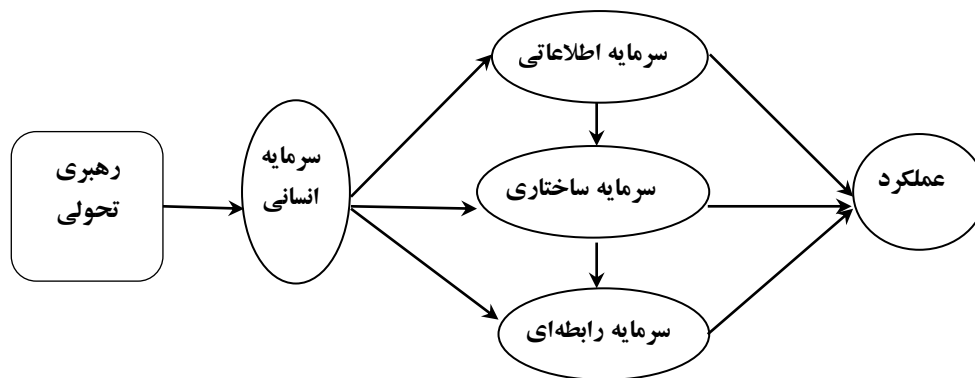 رهبری
تحولی
سرمایه
انسانی
سرمایه اطلاعاتی
سرمایه ساختاری
سرمایه رابطه‌ای
عملکرد